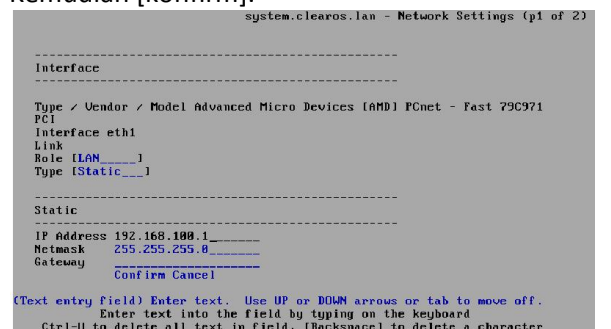 Kemudian [konfirm].
system.clearos.lan - Network Settings (p1 of 2)
--------------------------------------------------
Interface
--------------------------------------------------
Type / Vendor / Model Advanced Micro Devices [AMD] PCnet - Fast 79C971
PCI
Interface eth1
Link
Role [LAN_____]
Type [Static___]
--------------------------------------------------
Static
--------------------------------------------------
IP Address 192.168.100.1_______
Netmask 255.255.255.0_______
Gateway ____________________
Confirm Cancel
(Text entry field) Enter text. Use UP or DOWN arrows or tab to move off.
Enter text into the field by typing on the keyboard
Ctrl-U to delete all text in field, [Backspace] to delete a character